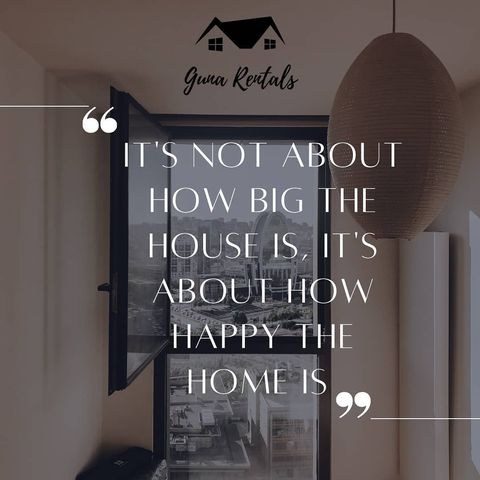 Guna Rentals
“
IT'S NOT ABOUT
HOW BIG THE
HOUSE IS, IT'S
ABOUT HOW
HAPPY THE
HOME IS
”